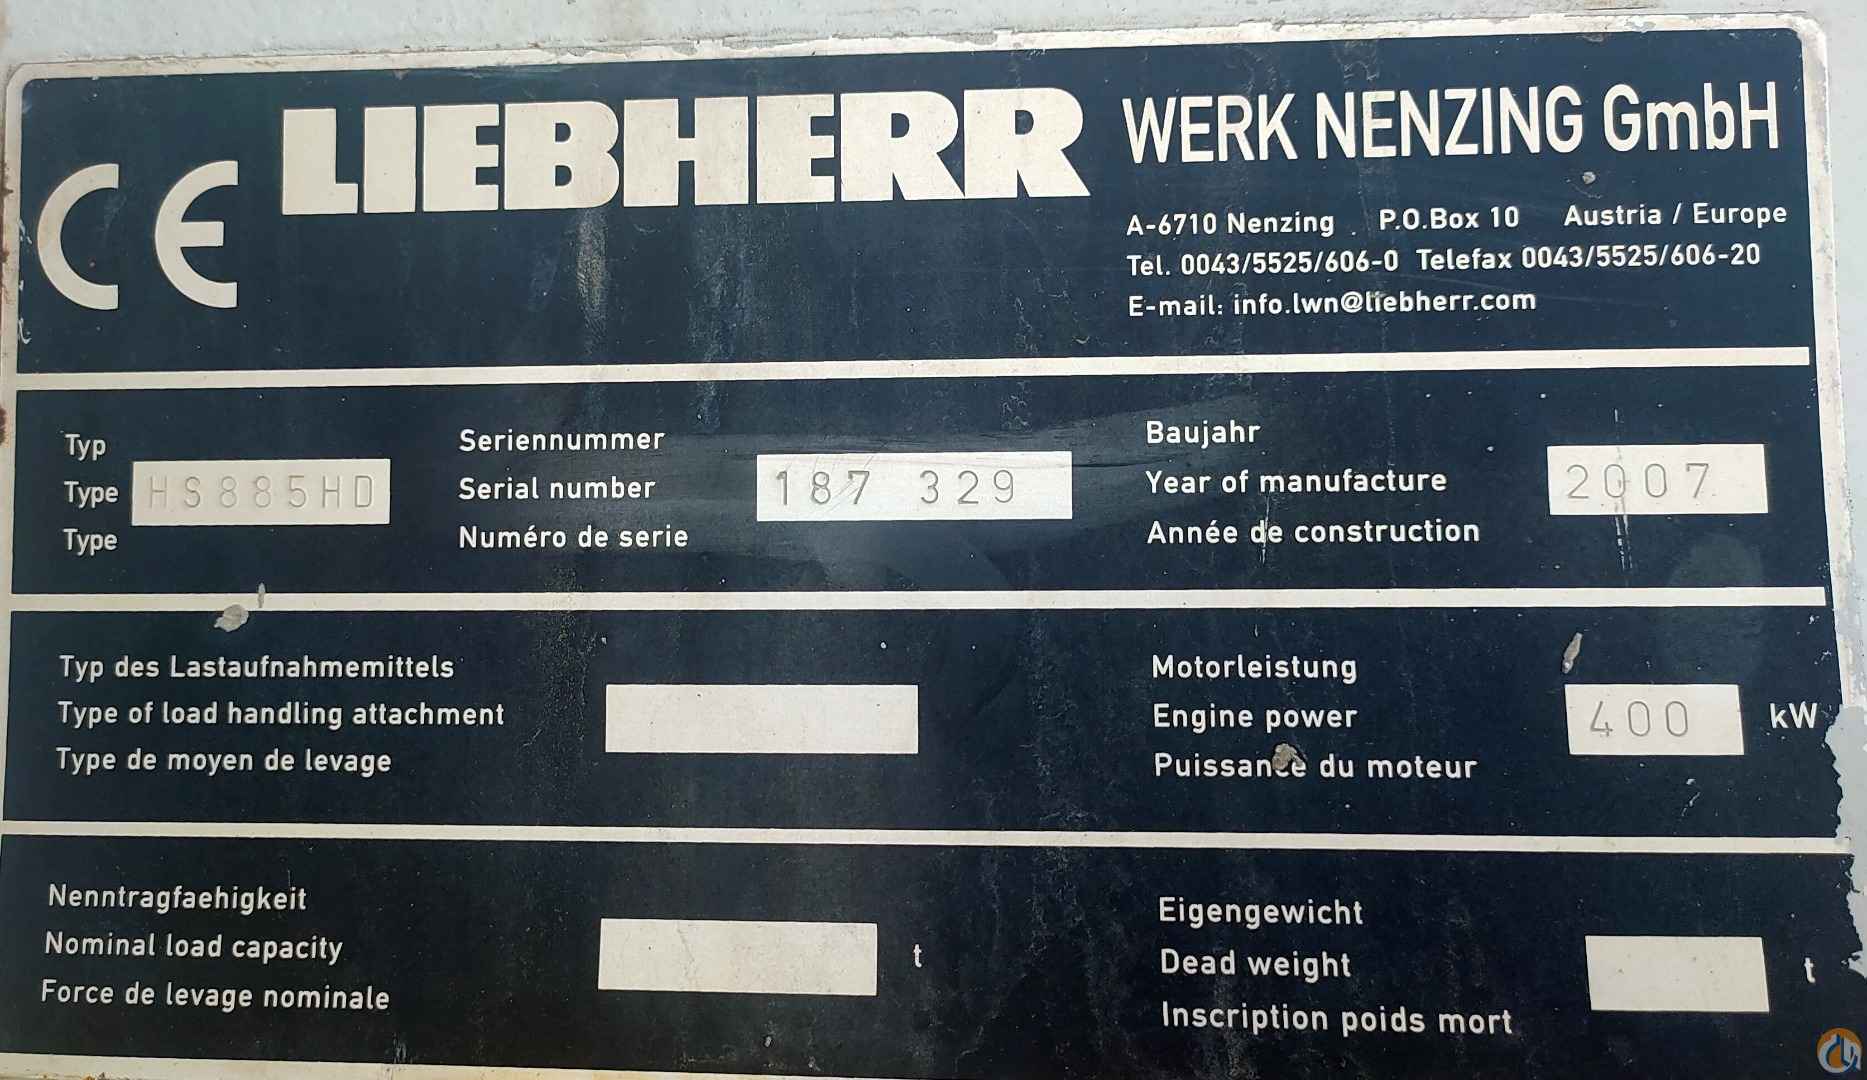 CE LIEBHERR WERK NENZING GmbH
A-6710 Nenzing P.O.Box 10 Austria / Europe
Tel. 0043/5525/606-0 Telefax 0043/5525/606-20
E-mail: info.lwn@liebherr.com
Typ
Type HS885HD
Type
Seriennummer
Serial number 187 329
Numéro de serie
Baujahr
Year of manufacture 2007
Année de construction
Typ des Lastaufnahmemittels
Type of load handling attachment
Type de moyen de levage
Motorleistung
Engine power 400 kW
Puissance du moteur
Nenntragfaehigkeit
Nominal load capacity t
Force de levage nominale
Eigengewicht
Dead weight t
Inscription poids mort